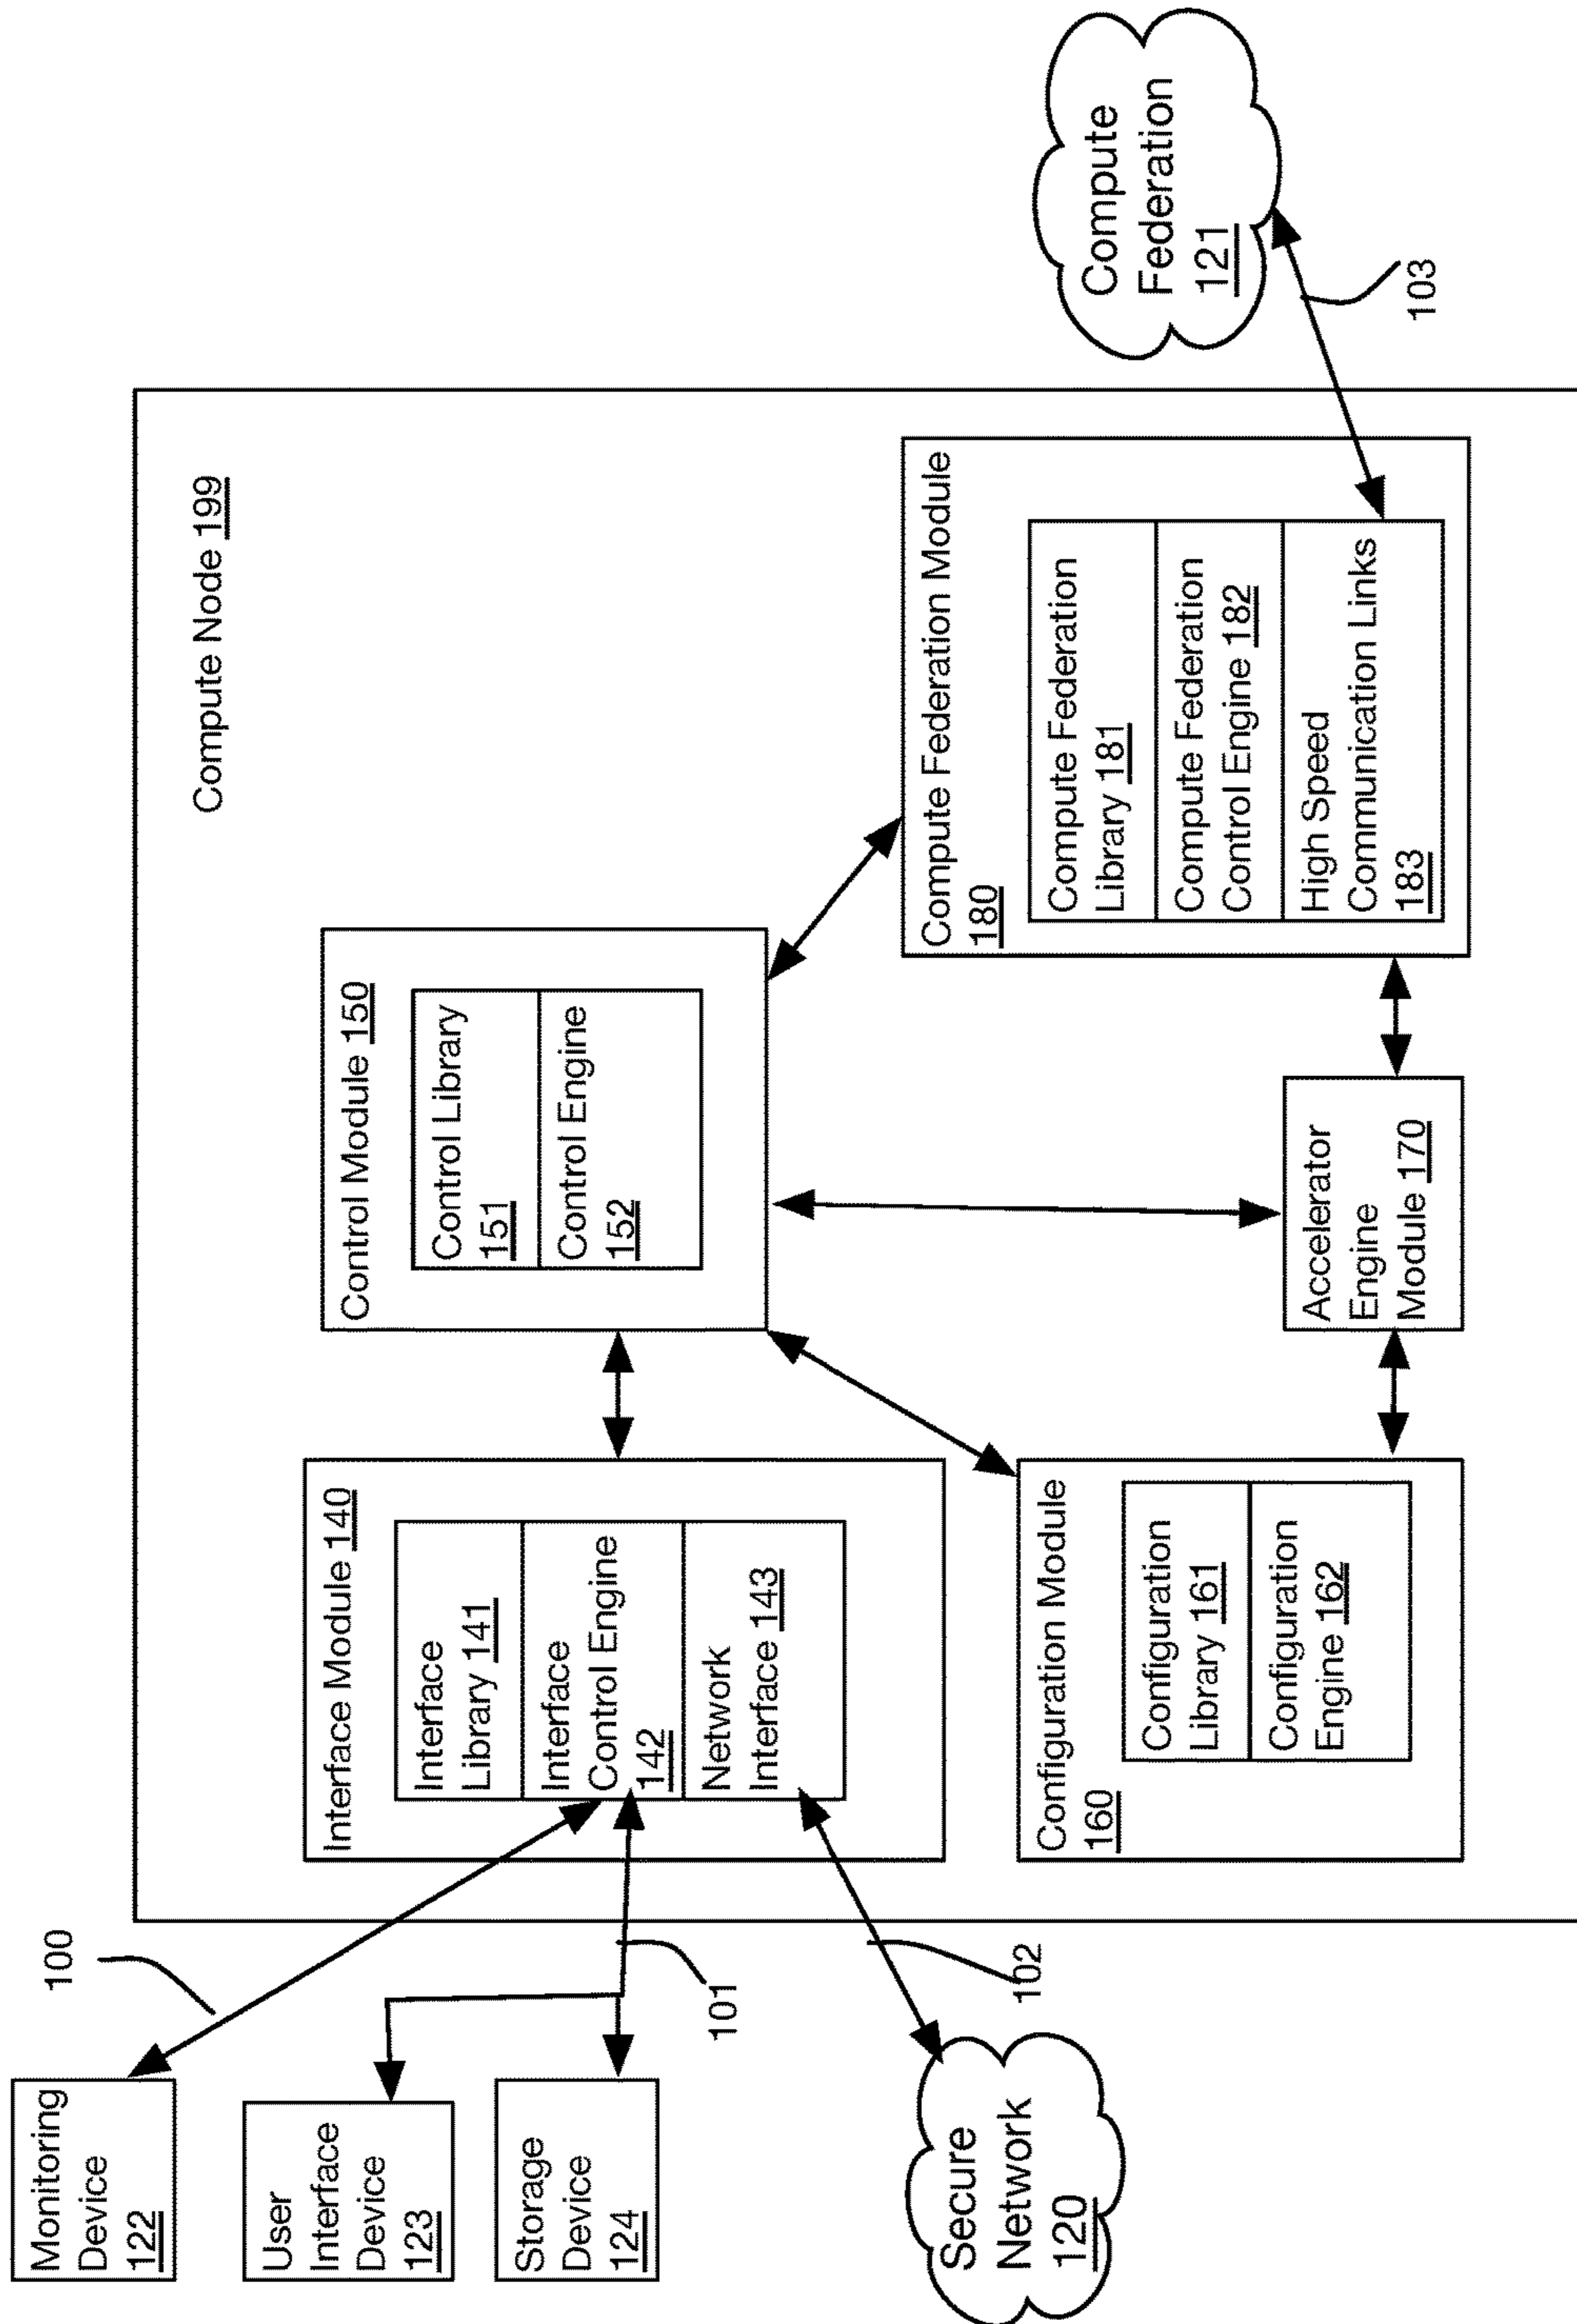 Monitoring
Device
122
User
Interface
Device
123
Storage
Device
124
Secure
Network
120
100
101
102
Compute Node 199
Interface Module 140
Interface
Library 141
Interface
Control Engine
142
Network
Interface 143
Control Module 150
Control Library
151
Control Engine
152
Configuration Module
160
Configuration
Library 161
Configuration
Engine 162
Accelerator
Engine
Module 170
Compute Federation Module
180
Compute Federation
Library 181
Compute Federation
Control Engine 182
High Speed
Communication Links
183
103
Compute
Federation
121